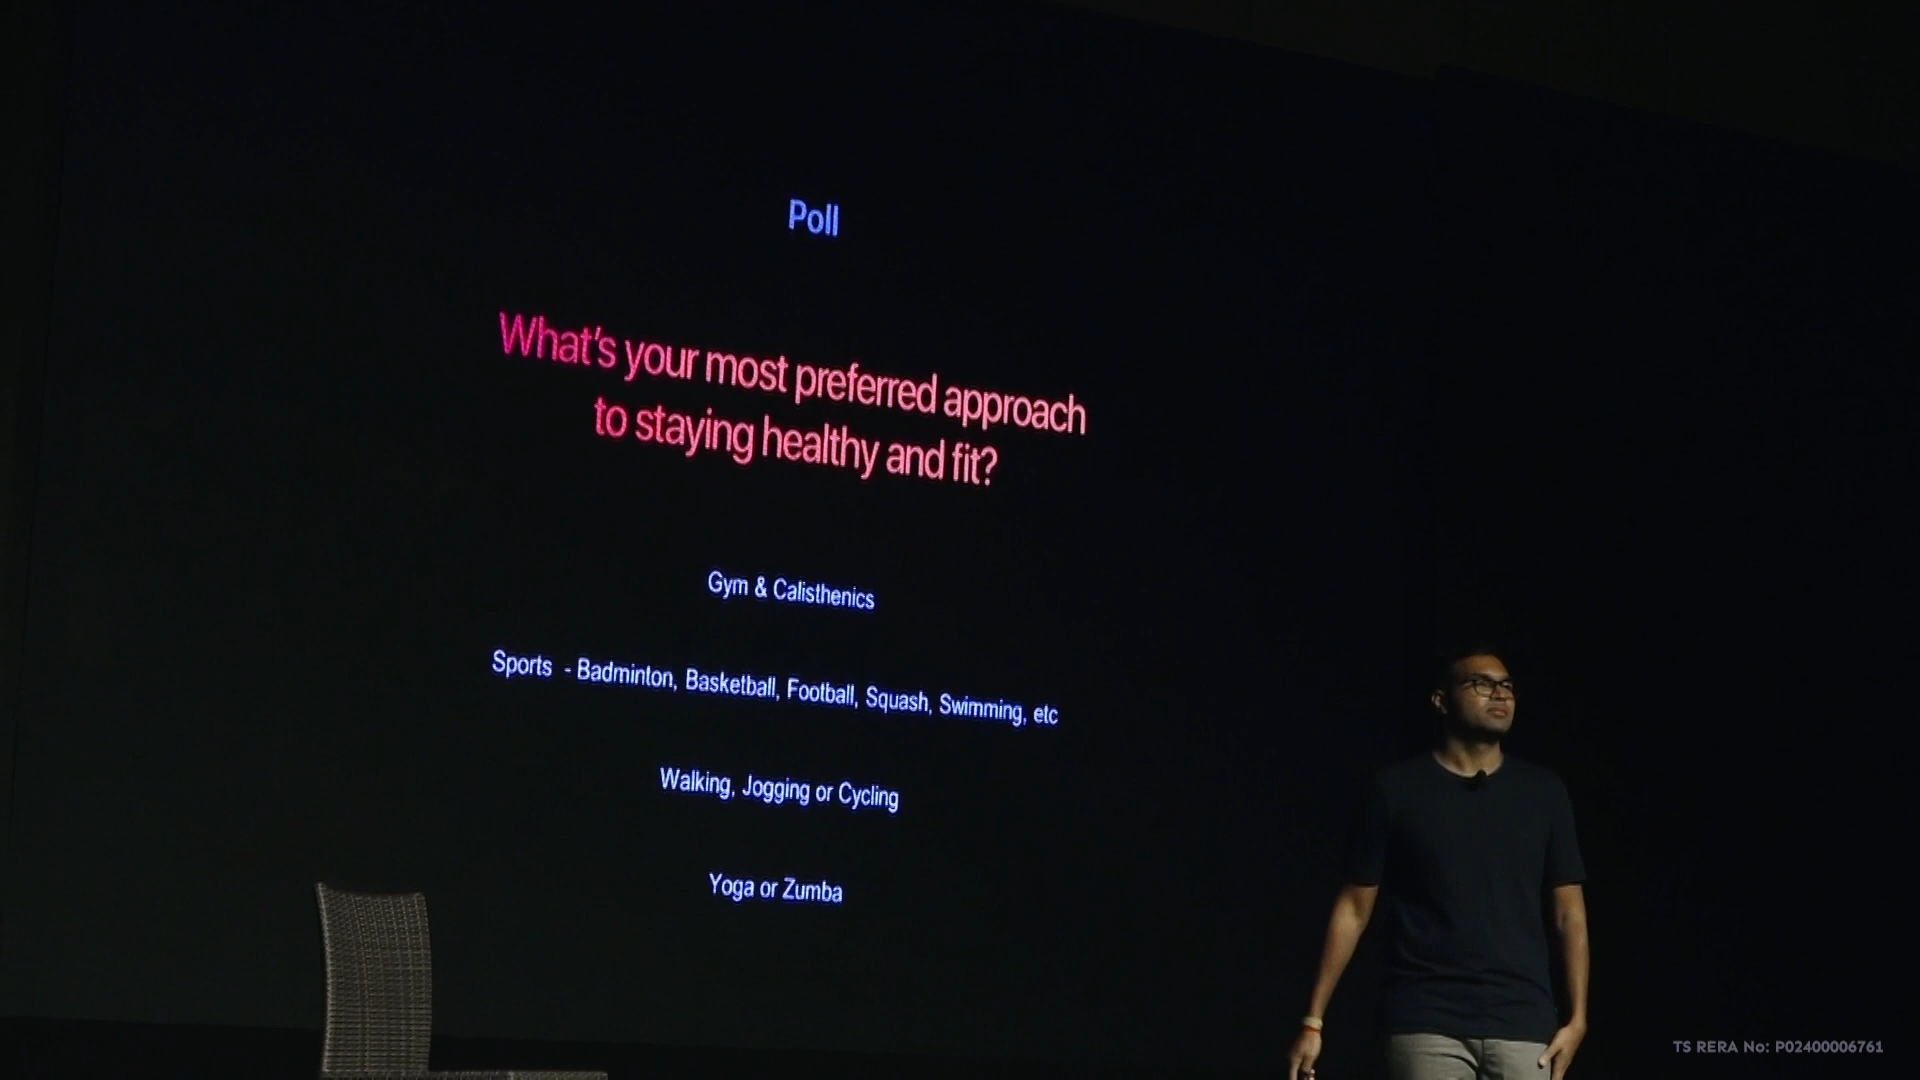 Poll
What's your most preferred approach
to staying healthy and fit?
Gym & Calisthenics
Sports - Badminton, Basketball, Football, Squash, Swimming, etc
Walking, Jogging or Cycling
Yoga or Zumba
TS RERA No: P02400006761